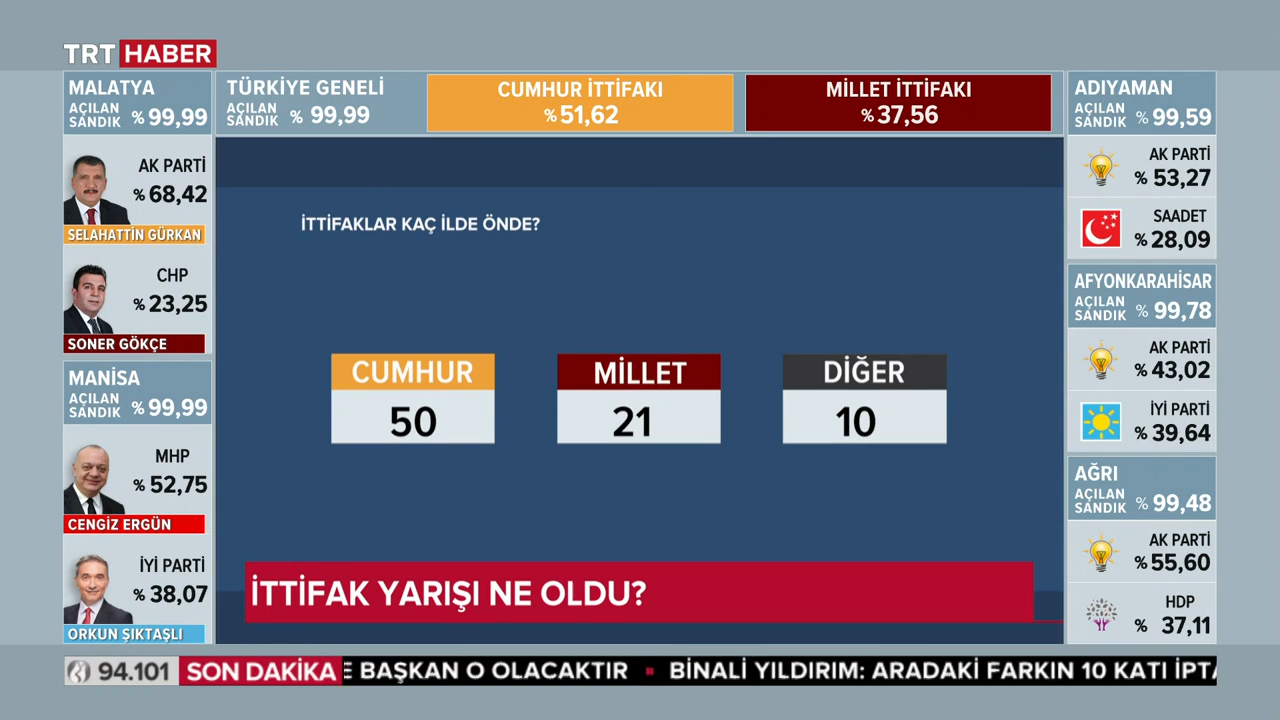 TRT HABER
MALATYA
AÇILAN
SANDIK % 99,99
AK PARTİ
% 68,42
SELAHATTİN GÜRKAN
CHP
% 23,25
SONER GÖKÇE
MANİSA
AÇILAN
SANDIK % 99,99
MHP
% 52,75
CENGİZ ERGÜN
İYİ PARTİ
% 38,07
ORKUN ŞIKTAŞLI
TÜRKİYE GENELİ
AÇILAN
SANDIK % 99,99
CUMHUR İTTİFAKI
% 51,62
MİLLET İTTİFAKI
% 37,56
İTTİFAKLAR KAÇ İLDE ÖNDE?
CUMHUR
50
MİLLET
21
DİĞER
10
İTTİFAK YARIŞI NE OLDU?
ADIYAMAN
AÇILAN
SANDIK % 99,59
AK PARTİ
% 53,27
SAADET
% 28,09
AFYONKARAHİSAR
AÇILAN
SANDIK % 99,78
AK PARTİ
% 43,02
İYİ PARTİ
% 39,64
AĞRI
AÇILAN
SANDIK % 99,48
AK PARTİ
% 55,60
HDP
% 37,11
94.101 SON DAKİKA E BAŞKAN O OLACAKTIR ▪ BİNALİ YILDIRIM: ARADAKİ FARKIN 10 KATI İPTA